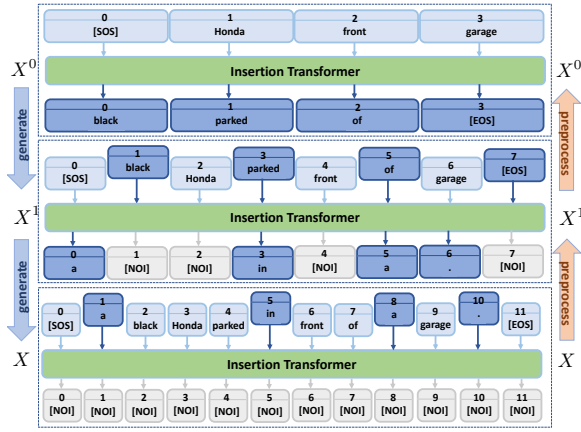 0 1 2 3
[SOS] Honda front garage
X^0 Insertion Transformer X^0
0 1 2 3
black parked of [EOS]
generate
preprocess
0 1 2 3 4 5 6 7
[SOS] black Honda parked front of garage [EOS]
X^1 Insertion Transformer X^1
0 1 2 3 4 5 6 7
a [NOI] [NOI] in [NOI] a . [NOI]
generate
preprocess
0 1 2 3 4 5 6 7 8 9 10 11
[SOS] a black Honda parked in front of a garage . [EOS]
X Insertion Transformer X
0 1 2 3 4 5 6 7 8 9 10 11
[NOI] [NOI] [NOI] [NOI] [NOI] [NOI] [NOI] [NOI] [NOI] [NOI] [NOI] [NOI]